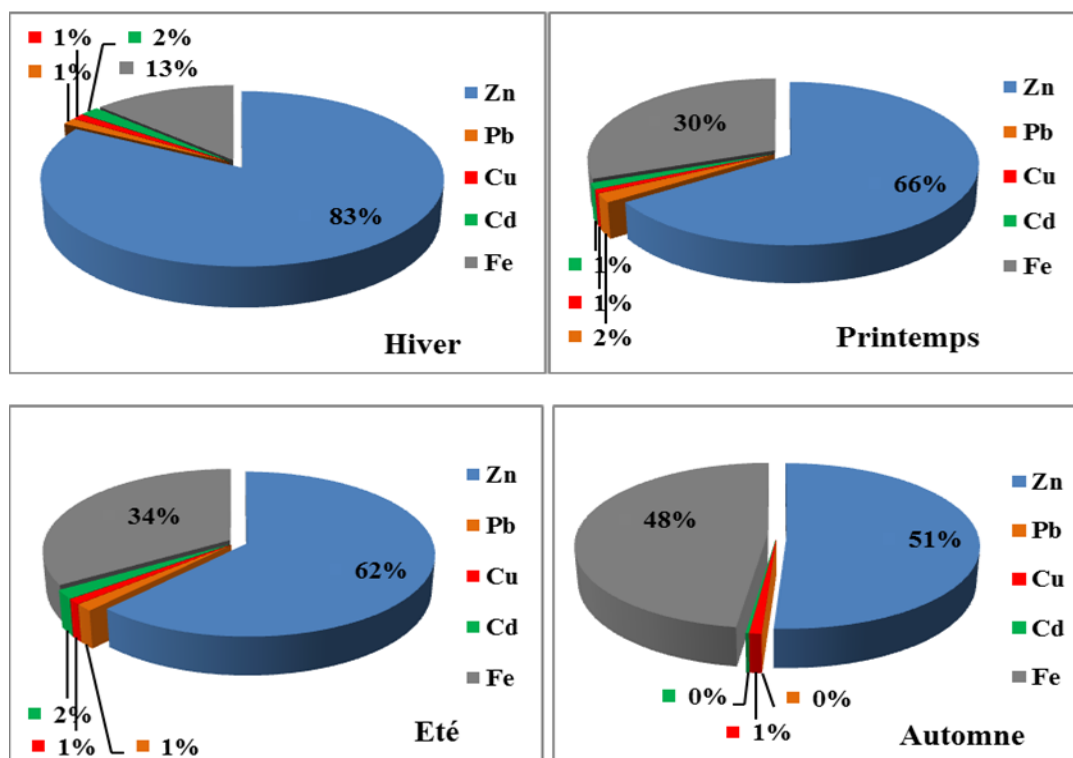 1% 2%
1% 13%
Zn
Pb
Cu
Cd
Fe
83%
Hiver
30%
66%
Zn
Pb
Cu
Cd
Fe
1%
1%
2%
Printemps
34%
62%
Zn
Pb
Cu
Cd
Fe
2%
1% 1%
Eté
48%
51%
Zn
Pb
Cu
Cd
Fe
0% 0%
1%
Automne